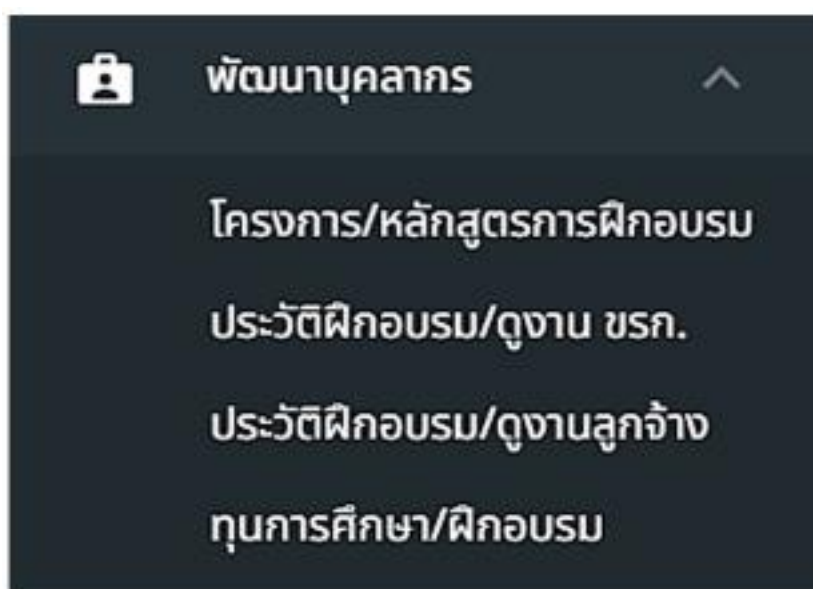 พัฒนาบุคลากร
โครงการ/หลักสูตรการฝึกอบรม
ประวัติฝึกอบรม/ดูงาน ขรก.
ประวัติฝึกอบรม/ดูงานลูกจ้าง
ทุนการศึกษา/ฝึกอบรม